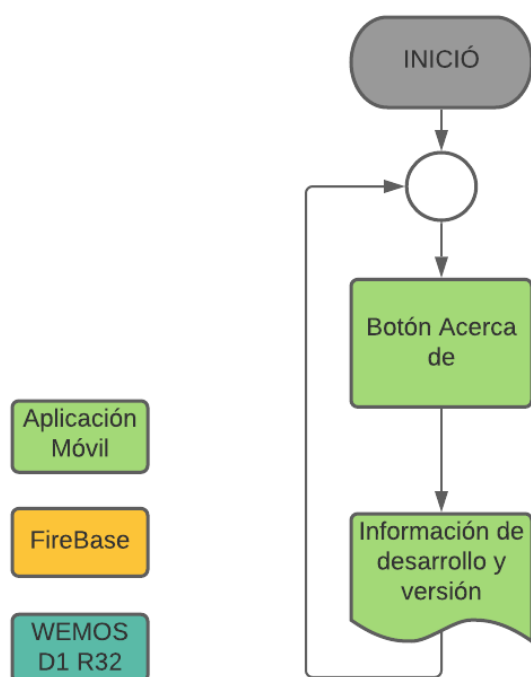 INICIÓ
Botón Acerca
de
Información de
desarrollo y
versión
Aplicación
Móvil
FireBase
WEMOS
D1 R32